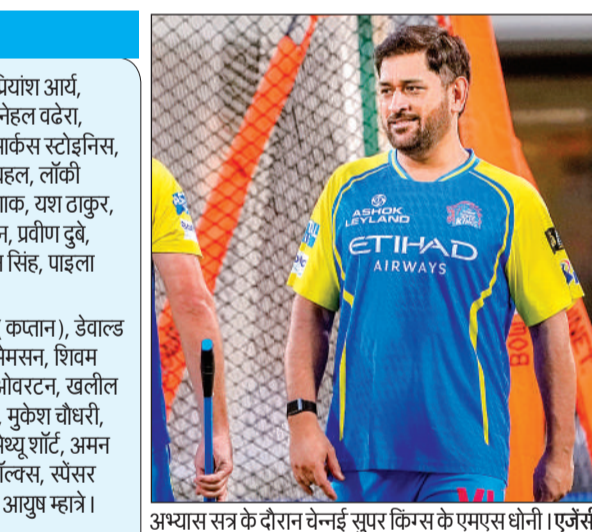 प्रियांश आर्य,
नेहल वढेरा,
मार्कस स्टोइनिस,
चहल, लॉकी
यश ठाकुर,
प्रवीण दुबे,
सिंह, पाइला
(कप्तान), डेवाल्ड
सैमसन, शिवम
ओवरटन, खलील
मुकेश चौधरी,
मैथ्यू शॉर्ट, अमन
स्पेंसर
आयुष म्हात्रे।
ASHOK
LEYLAND
ETIHAD
AIRWAYS
अभ्यास सत्र के दौरान चेन्नई सुपर किंग्स के एमएस धोनी। एजेंसी